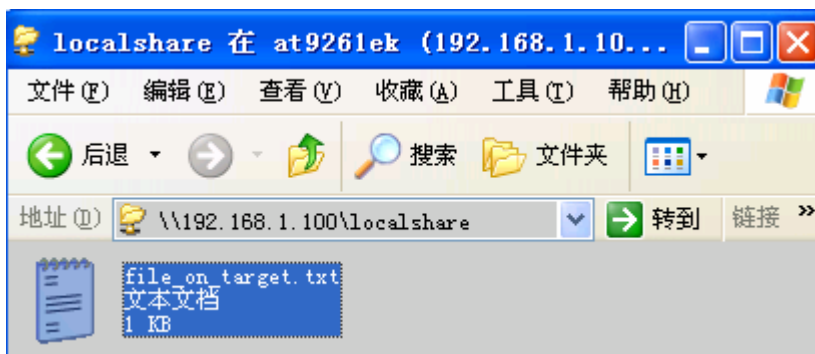 localshare 在 at9261ek (192.168.1.10...
文件(F) 编辑(E) 查看(V) 收藏(A) 工具(T) 帮助(H)
后退 搜索 文件夹
地址(D) \\192.168.1.100\localshare 转到 链接 »
file_on_target.txt
文本文档
1 KB